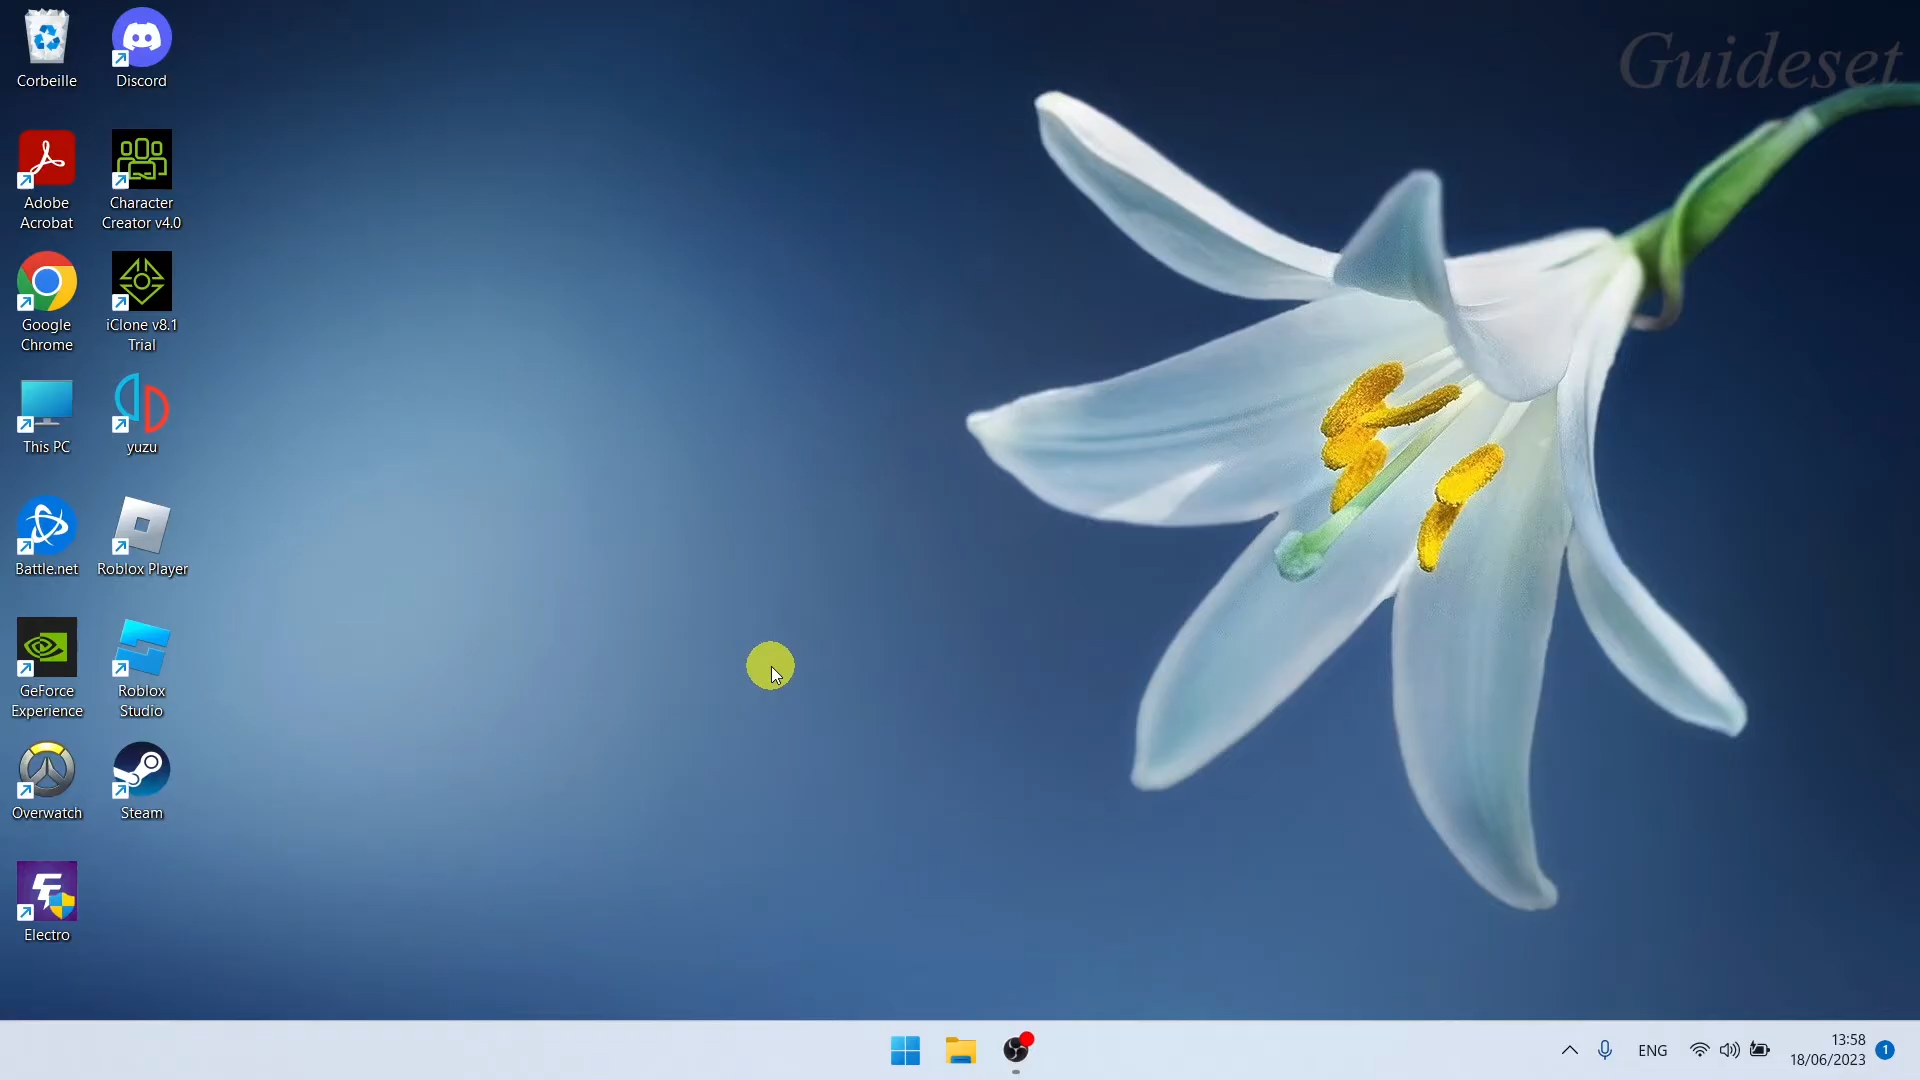 Guideset
Corbeille
Discord
Adobe
Acrobat
Character
Creator v4.0
Google
Chrome
iClone v8.1
Trial
This PC
yuzu
Battle.net
Roblox Player
GeForce
Experience
Roblox
Studio
Overwatch
Steam
Electro
ENG
13:58
18/06/2023
1